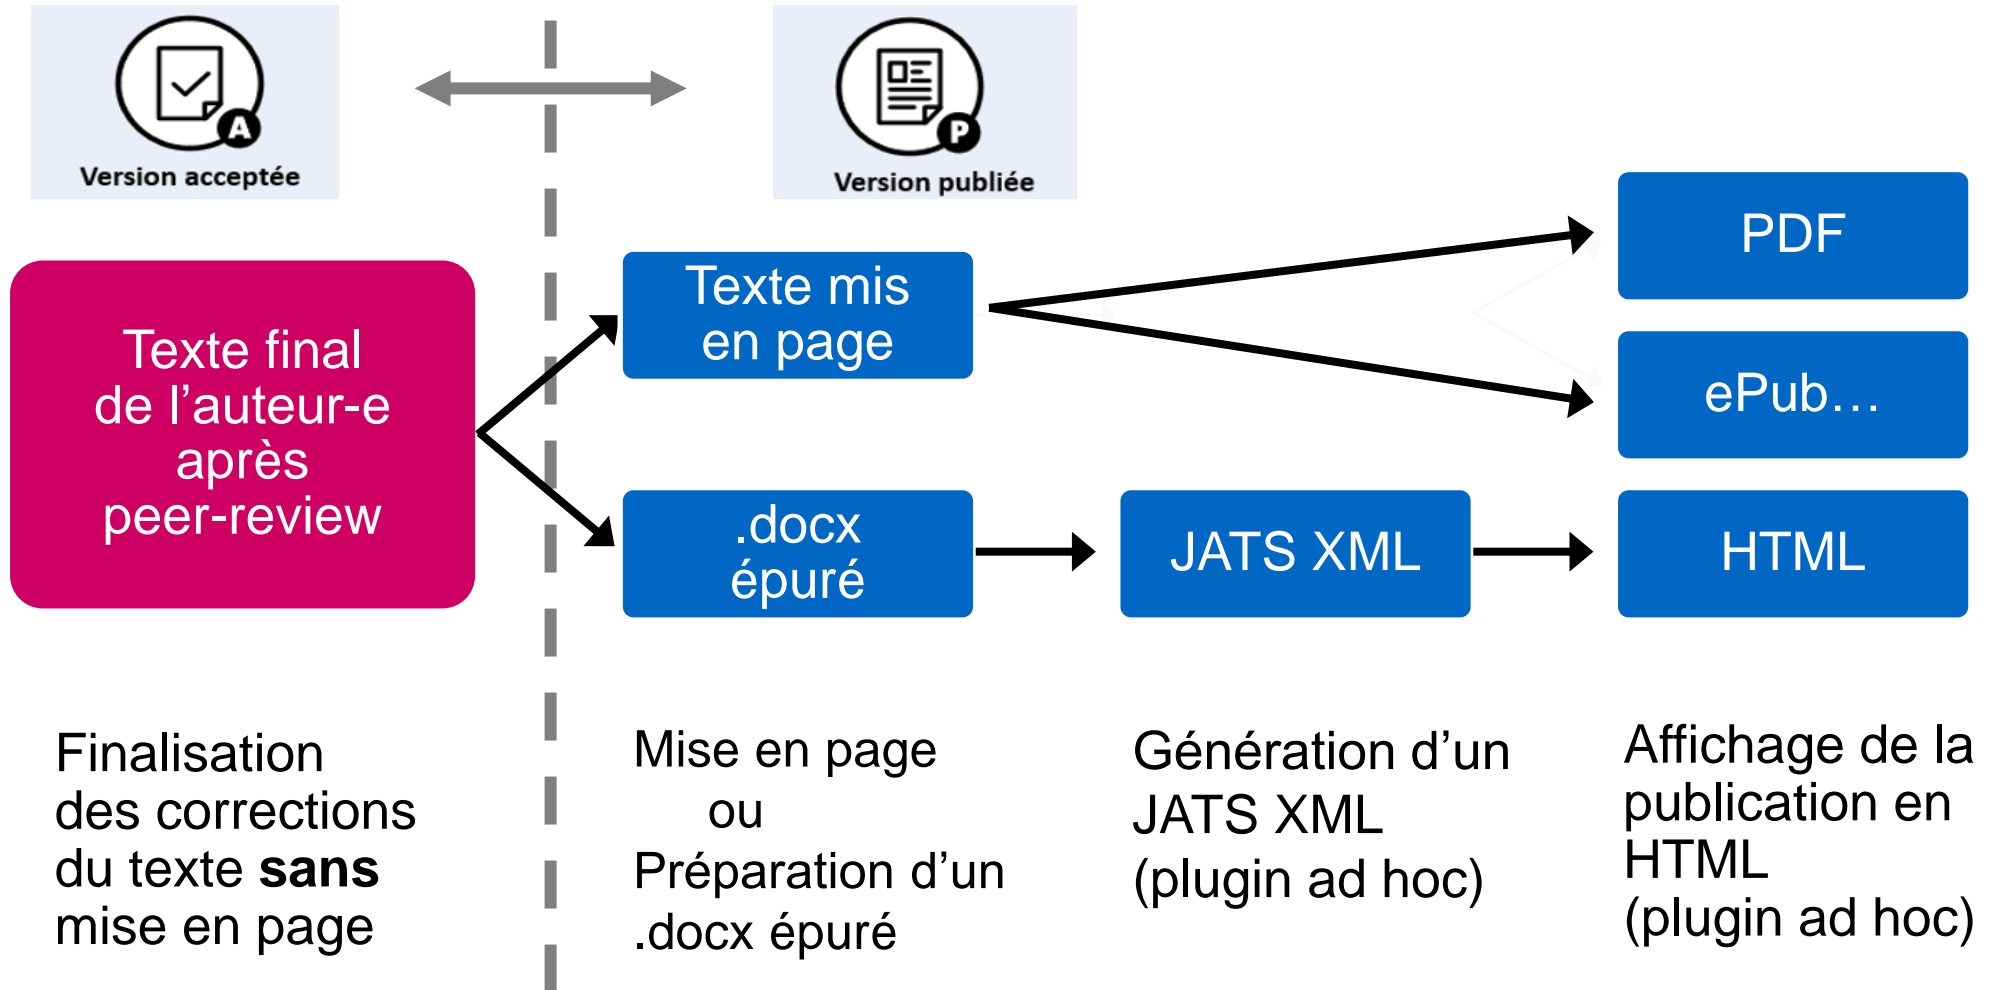 A
Version acceptée
P
Version publiée
Texte final
de l’auteur-e
après
peer-review
Texte mis
en page
.docx
épuré
JATS XML
PDF
ePub…
HTML
Finalisation
des corrections
du texte sans
mise en page
Mise en page
ou
Préparation d’un
.docx épuré
Génération d’un
JATS XML
(plugin ad hoc)
Affichage de la
publication en
HTML
(plugin ad hoc)